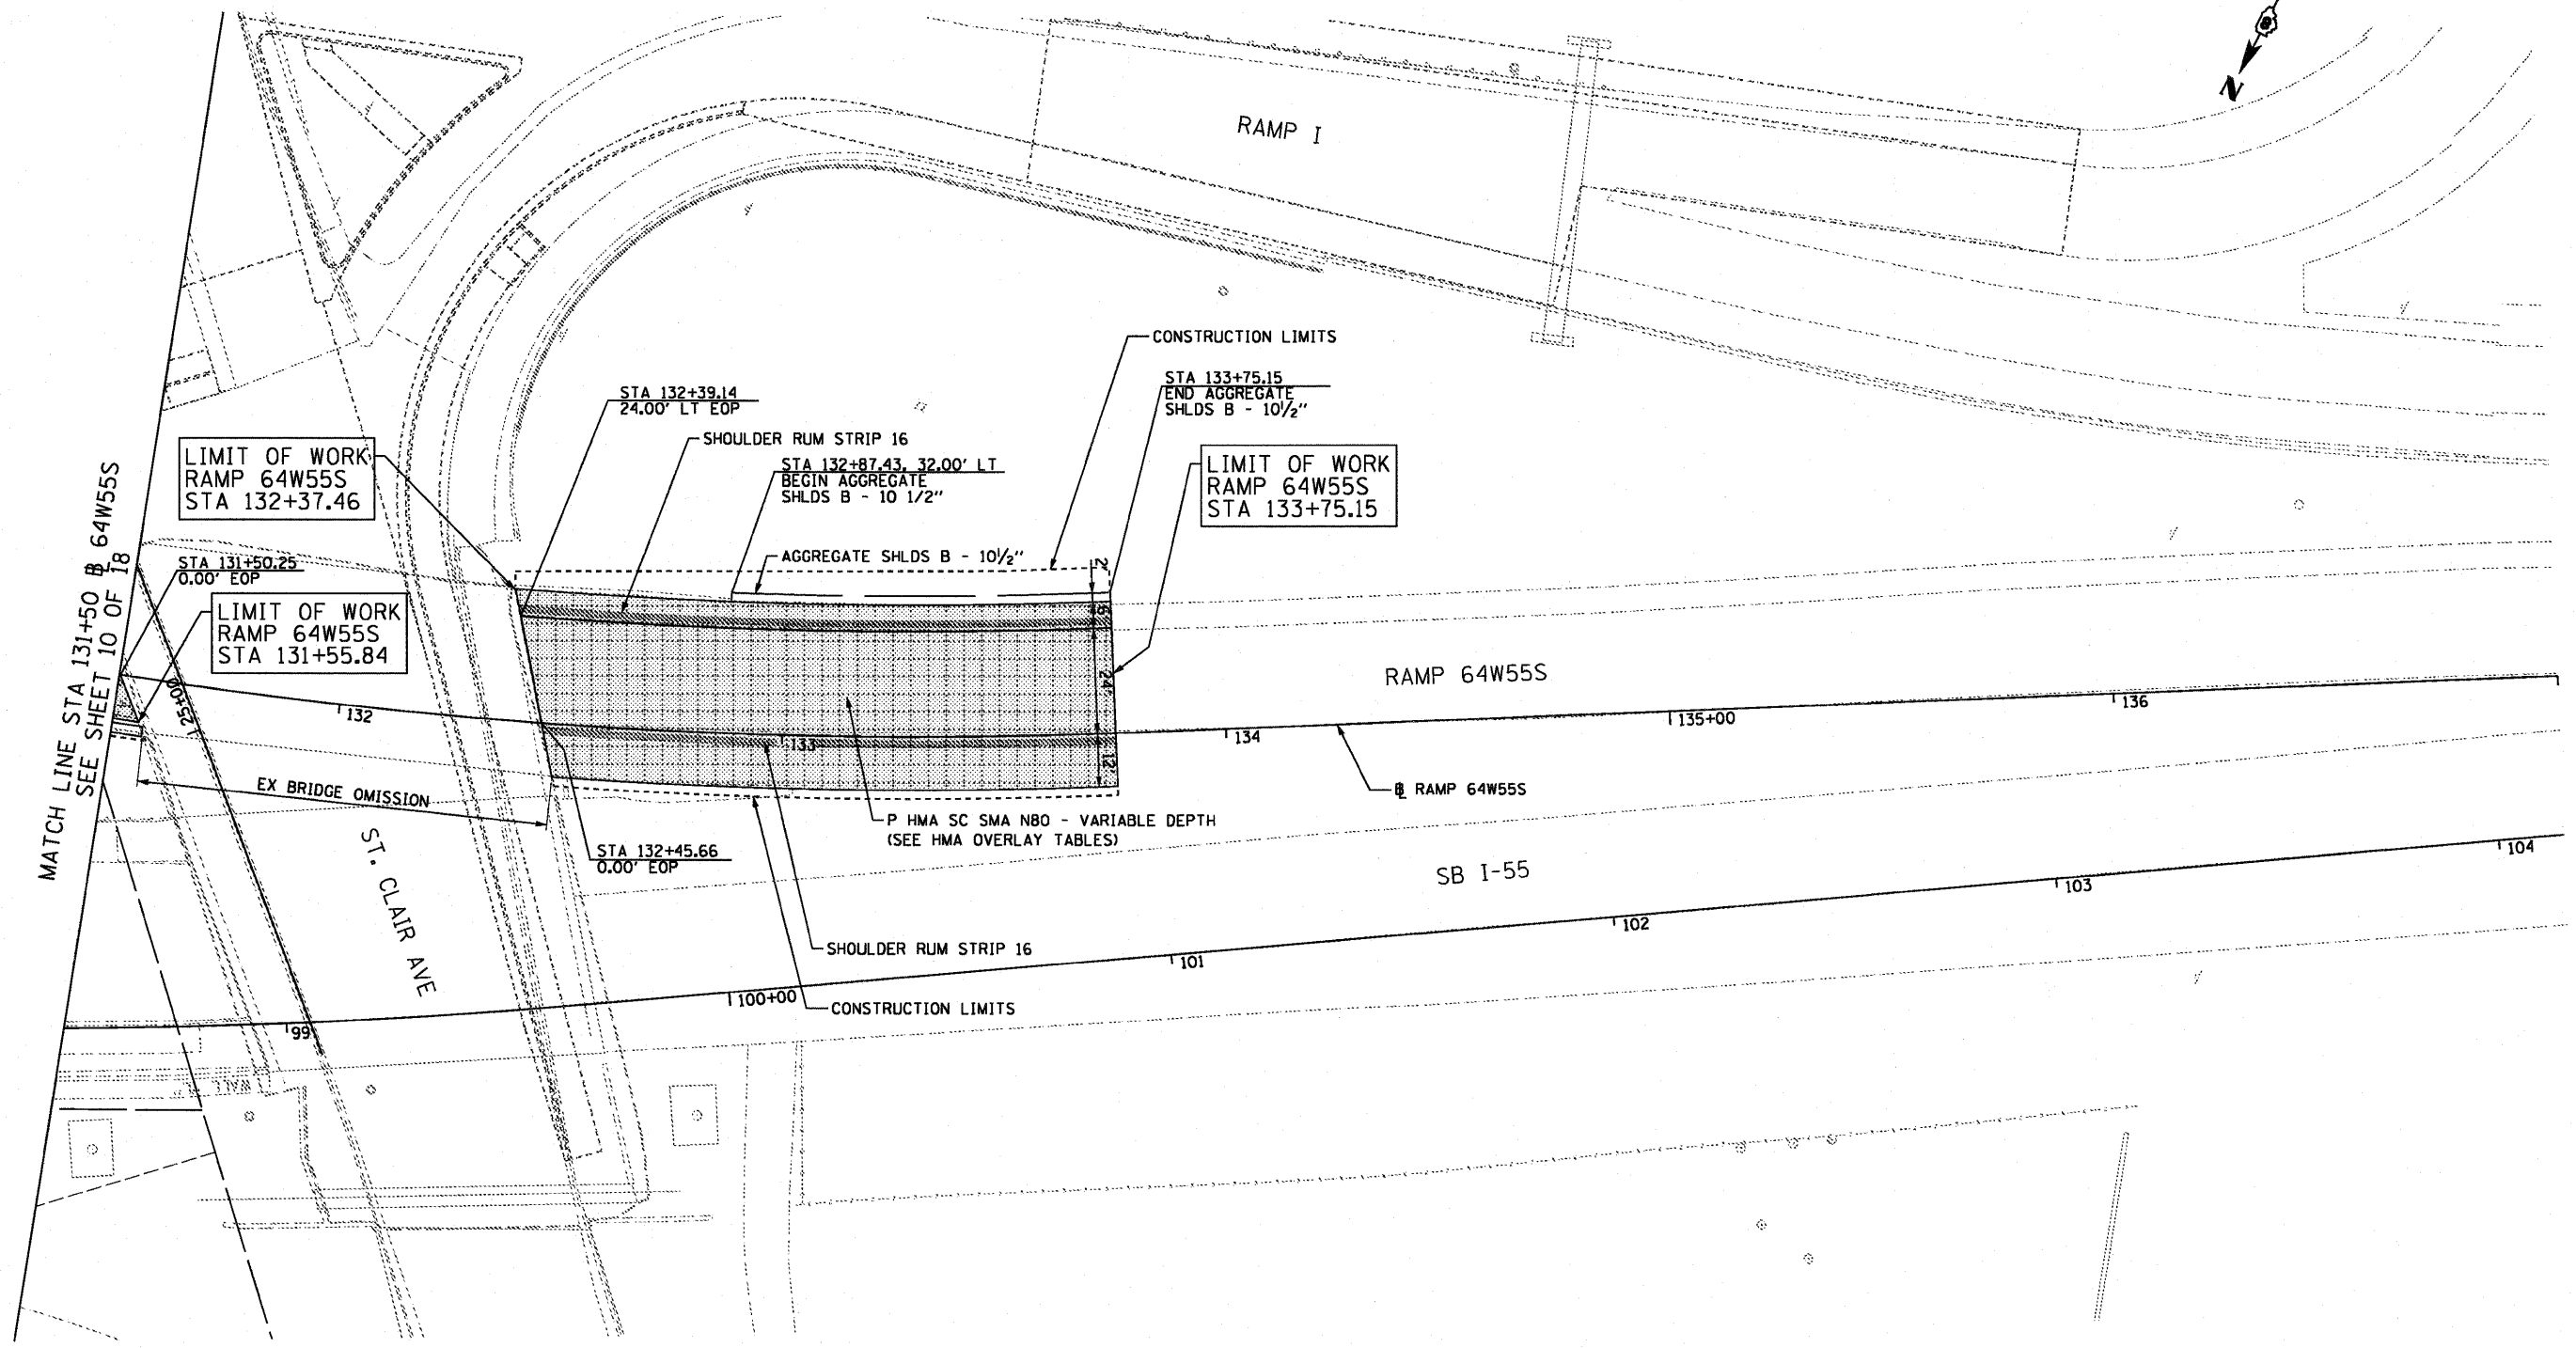 N
RAMP I
CONSTRUCTION LIMITS
STA 133+75.15
END AGGREGATE
SHLDS B - 10½"
STA 132+39.14
24.00' LT EOP
SHOULDER RUM STRIP 16
STA 132+87.43, 32.00' LT
BEGIN AGGREGATE
SHLDS B - 10 1/2"
LIMIT OF WORK
RAMP 64W55S
STA 132+37.46
LIMIT OF WORK
RAMP 64W55S
STA 133+75.15
MATCH LINE STA 131+50 ℄ 64W55S
SEE SHEET 10 OF 18
STA 131+50.25
0.00' EOP
AGGREGATE SHLDS B - 10½"
2'
6'
24'
12'
LIMIT OF WORK
RAMP 64W55S
STA 131+55.84
125+00
132
133
134
135+00
136
RAMP 64W55S
℄ RAMP 64W55S
EX BRIDGE OMISSION
P HMA SC SMA N80 - VARIABLE DEPTH
(SEE HMA OVERLAY TABLES)
STA 132+45.66
0.00' EOP
ST. CLAIR AVE
SB I-55
SHOULDER RUM STRIP 16
CONSTRUCTION LIMITS
99
100+00
101
102
103
104
WALL